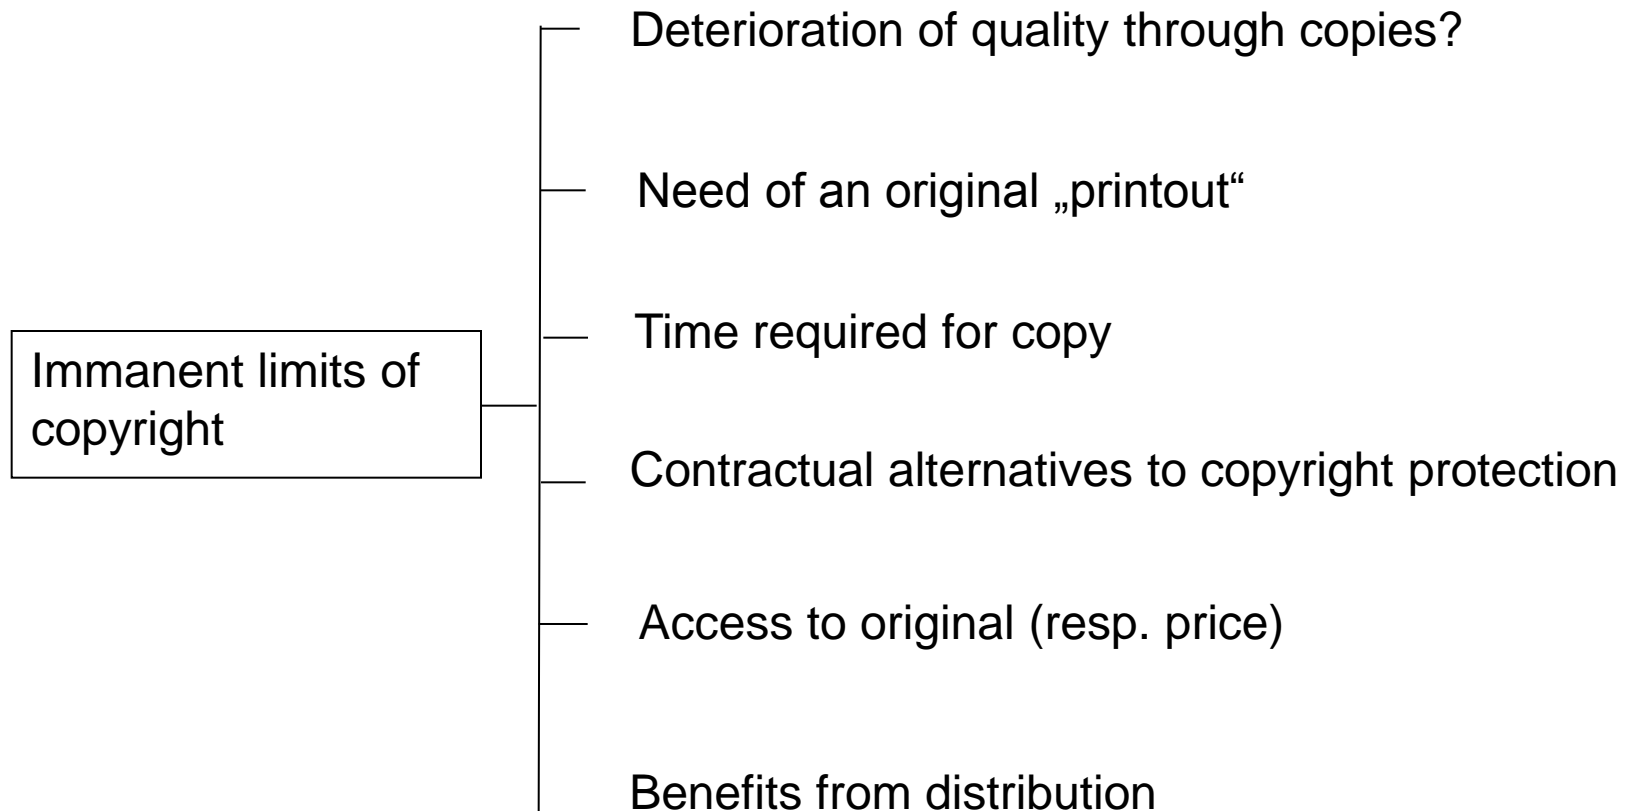 Deterioration of quality through copies?
Need of an original „printout“
Time required for copy
Immanent limits of
copyright
Contractual alternatives to copyright protection
Access to original (resp. price)
Benefits from distribution